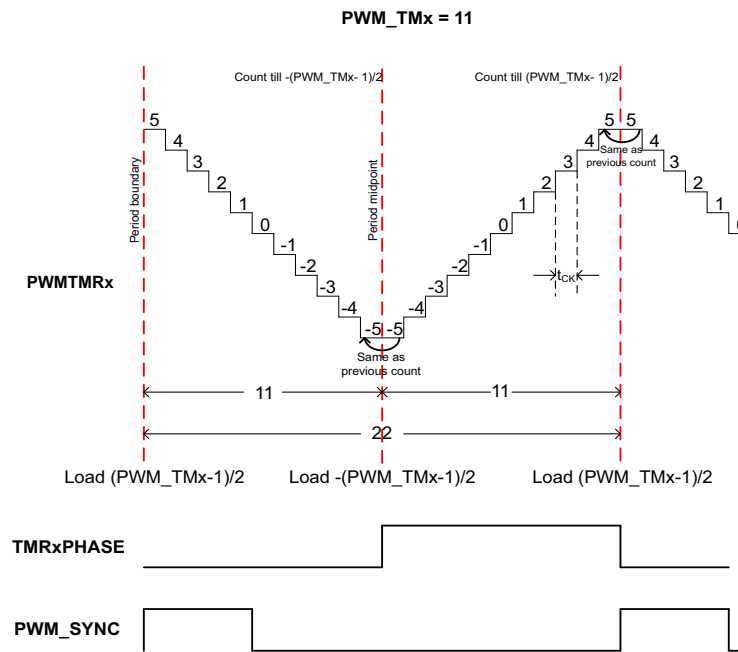 PWM_TMx = 11
Count till -(PWM_TMx- 1)/2
Count till (PWM_TMx- 1)/2
5
4
3
2
1
0
-1
-2
-3
-4
-5
-5
-4
-3
-2
-1
0
1
2
3
4
5
5
4
3
2
1
0
Period boundary
Period midpoint
Same as
previous count
Same as
previous count
tCK
PWMTMRx
11
11
22
Load (PWM_TMx-1)/2
Load -(PWM_TMx-1)/2
Load (PWM_TMx-1)/2
TMRxPHASE
PWM_SYNC